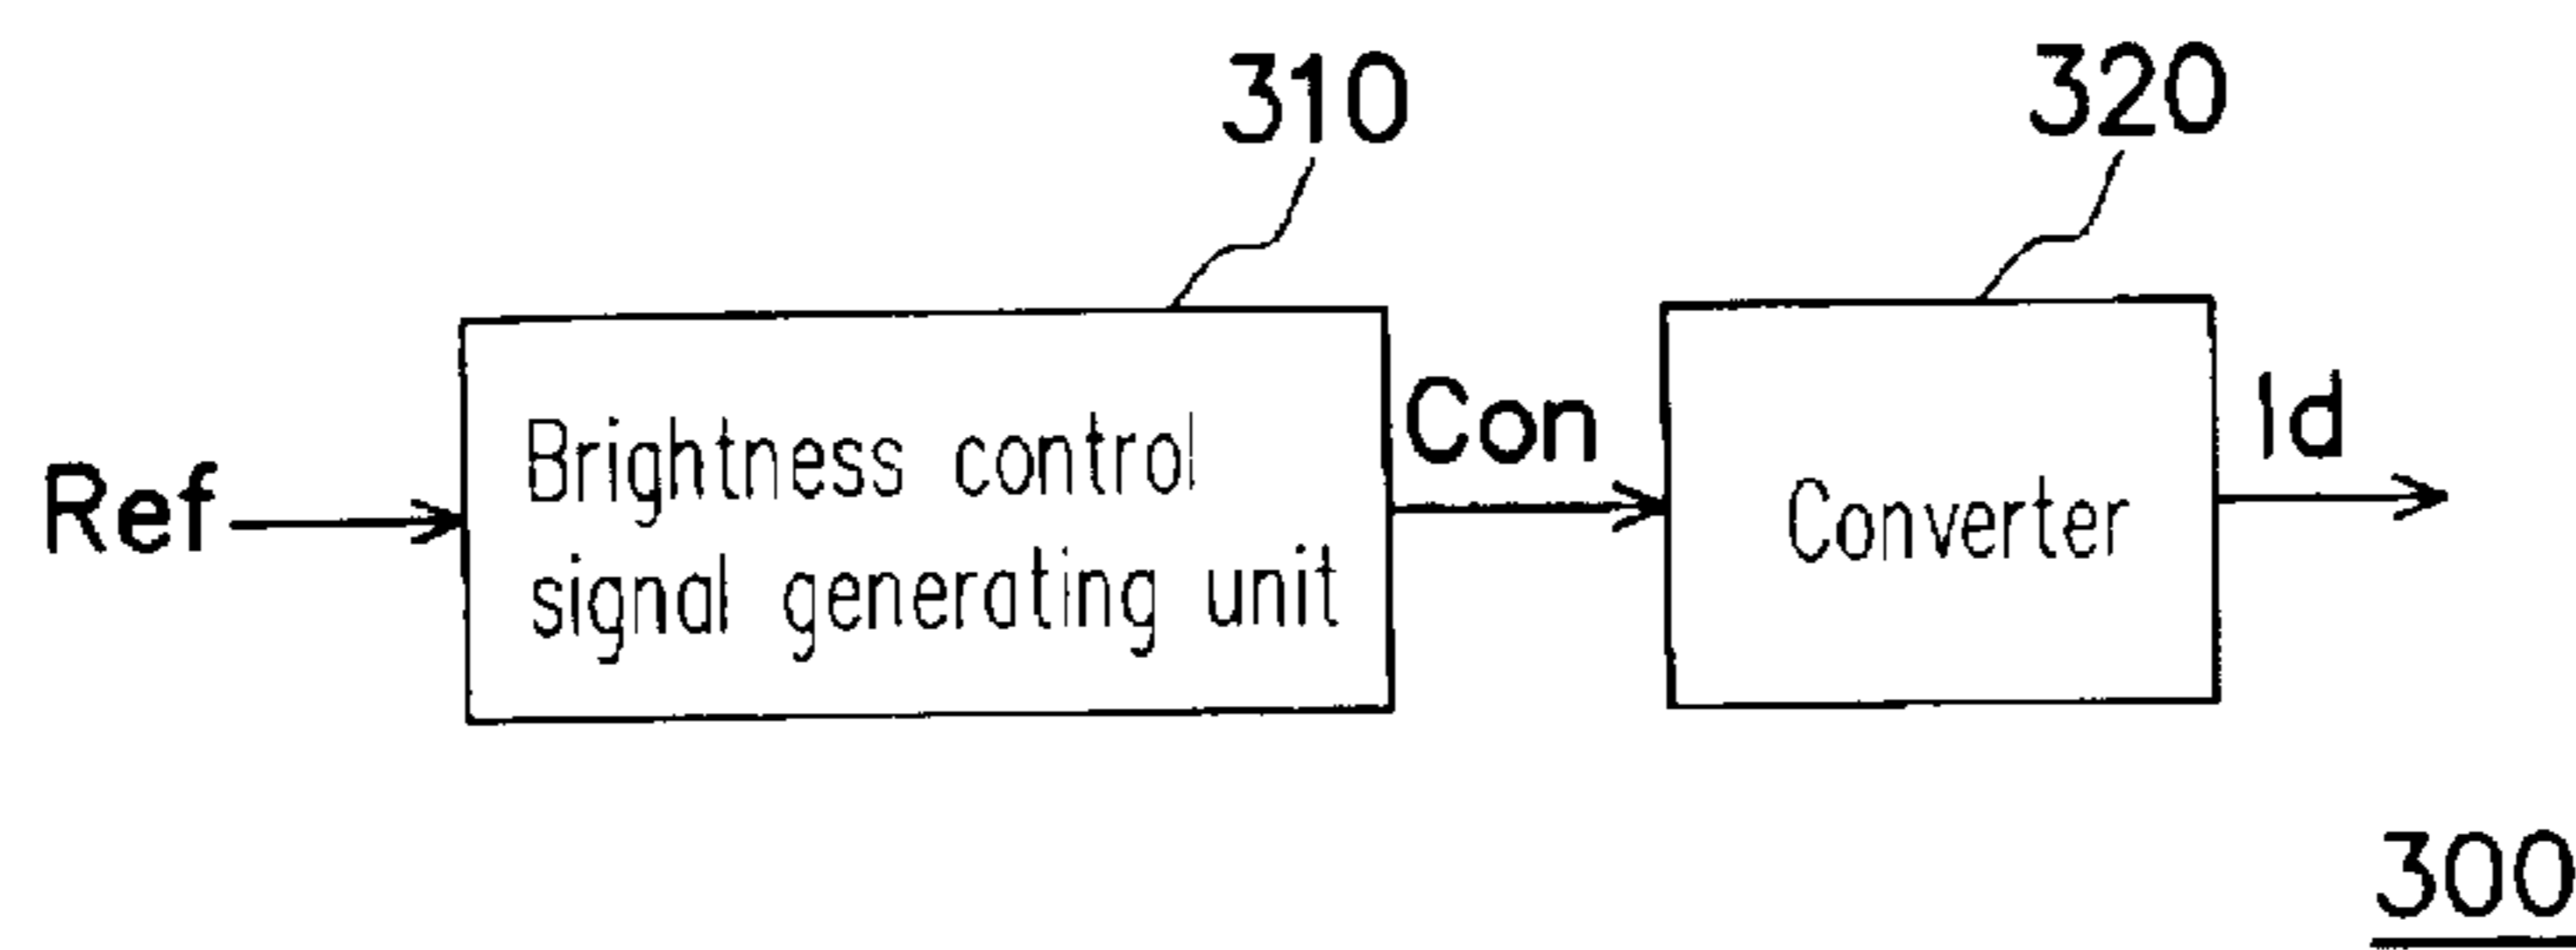 310
320
Ref
Brightness control
signal generating unit
Con
Converter
Id
300